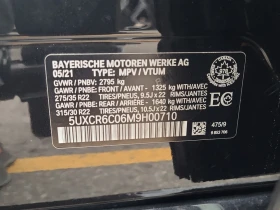 BAYERISCHE MOTOREN WERKE AG
05/21 TYPE: MPV / VTUM
GVWR/PNBV: 2795 kg
GAWR/PBE: FRONT/AVANT - 1325 kg WITH/AVEC
275/35 R22 TIRES/PNEUS, 9.5J x 22 RIMS/JANTES
GAWR/PBE: REAR/ARRIÈRE - 1640 kg WITH/AVEC
315/30 R22 TIRES/PNEUS, 10.5J x 22 RIMS/JANTES
5UXCR6C06M9H00710
EC
475/9